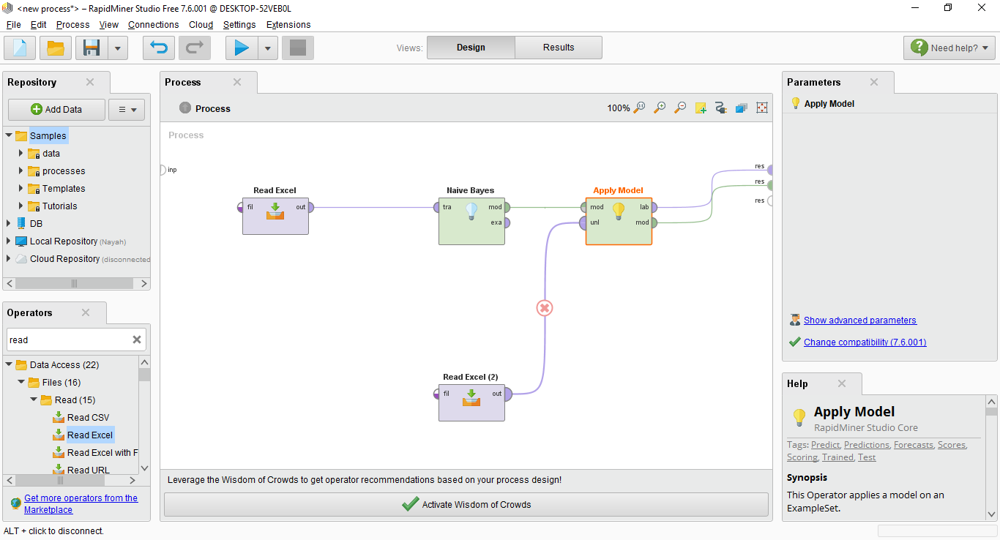 <new process*> – RapidMiner Studio Free 7.6.001 @ DESKTOP-52VEB0L
File Edit Process View Connections Cloud Settings Extensions
Views: Design Results Need help?
Repository
Add Data
Samples
data
processes
Templates
Tutorials
DB
Local Repository (Nayah)
Cloud Repository (disconnected
Operators
read
Data Access (22)
Files (16)
Read (15)
Read CSV
Read Excel
Read Excel with F
Read URL
Get more operators from the
Marketplace
ALT + click to disconnect.
Process
Process
100%
Process
inp
res
res
res
Read Excel
fil out
Naive Bayes
tra mod
exa
Apply Model
mod lab
unl mod
Read Excel (2)
fil out
Leverage the Wisdom of Crowds to get operator recommendations based on your process design!
Activate Wisdom of Crowds
Parameters
Apply Model
Show advanced parameters
Change compatibility (7.6.001)
Help
Apply Model
RapidMiner Studio Core
Tags: Predict, Predictions, Forecasts, Scores,
Scoring, Trained, Test
Synopsis
This Operator applies a model on an
ExampleSet.